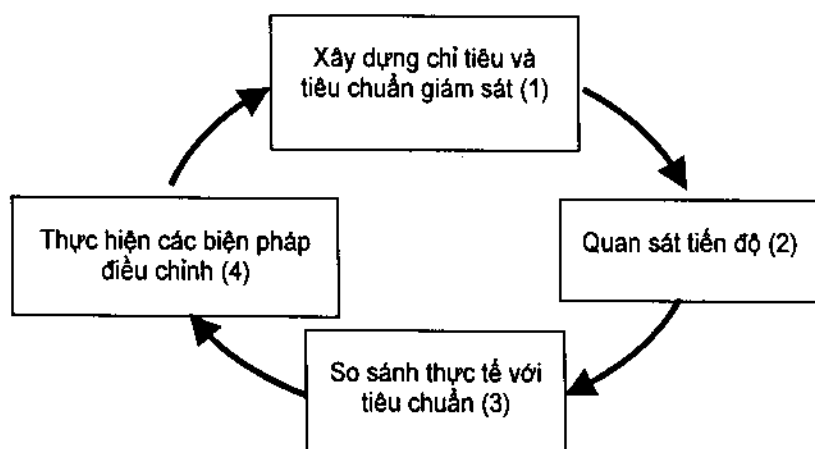 Xây dựng chỉ tiêu và
tiêu chuẩn giám sát (1)
Quan sát tiến độ (2)
So sánh thực tế với
tiêu chuẩn (3)
Thực hiện các biện pháp
điều chỉnh (4)